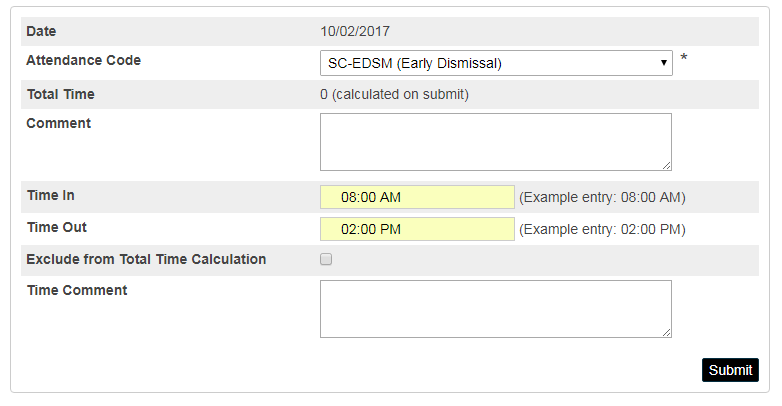 Date 10/02/2017
Attendance Code SC-EDSM (Early Dismissal) *
Total Time 0 (calculated on submit)
Comment
Time In 08:00 AM (Example entry: 08:00 AM)
Time Out 02:00 PM (Example entry: 02:00 PM)
Exclude from Total Time Calculation
Time Comment
Submit